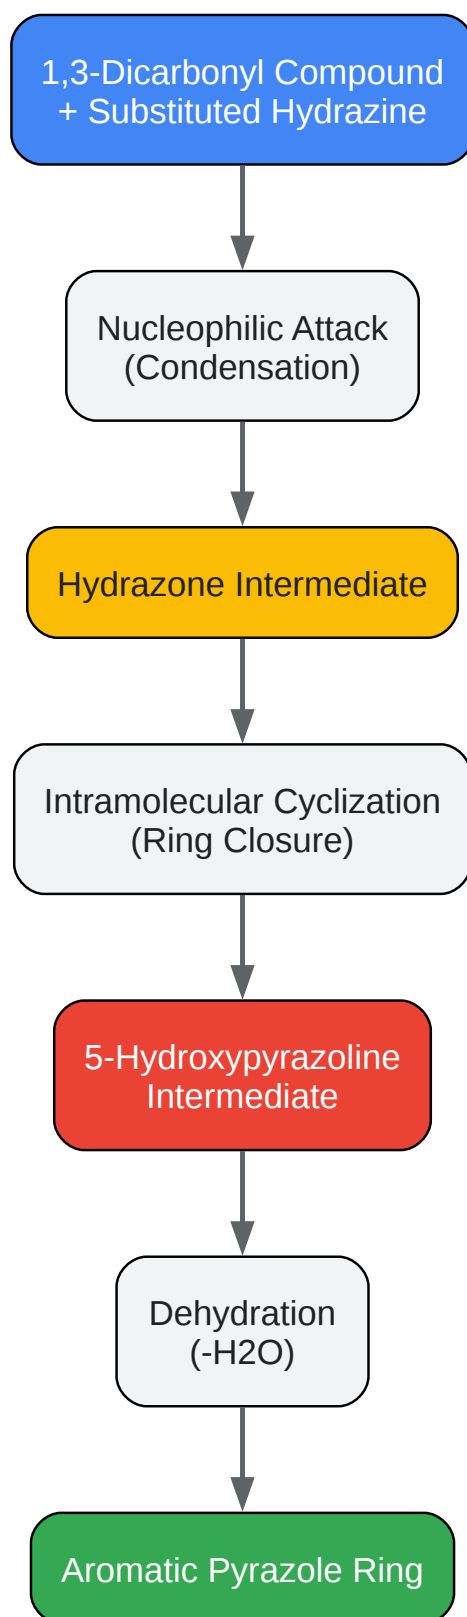 1,3-Dicarbonyl Compound
+ Substituted Hydrazine
Nucleophilic Attack
(Condensation)
Hydrazone Intermediate
Intramolecular Cyclization
(Ring Closure)
5-Hydroxypyrazoline
Intermediate
Dehydration
(-H2O)
Aromatic Pyrazole Ring